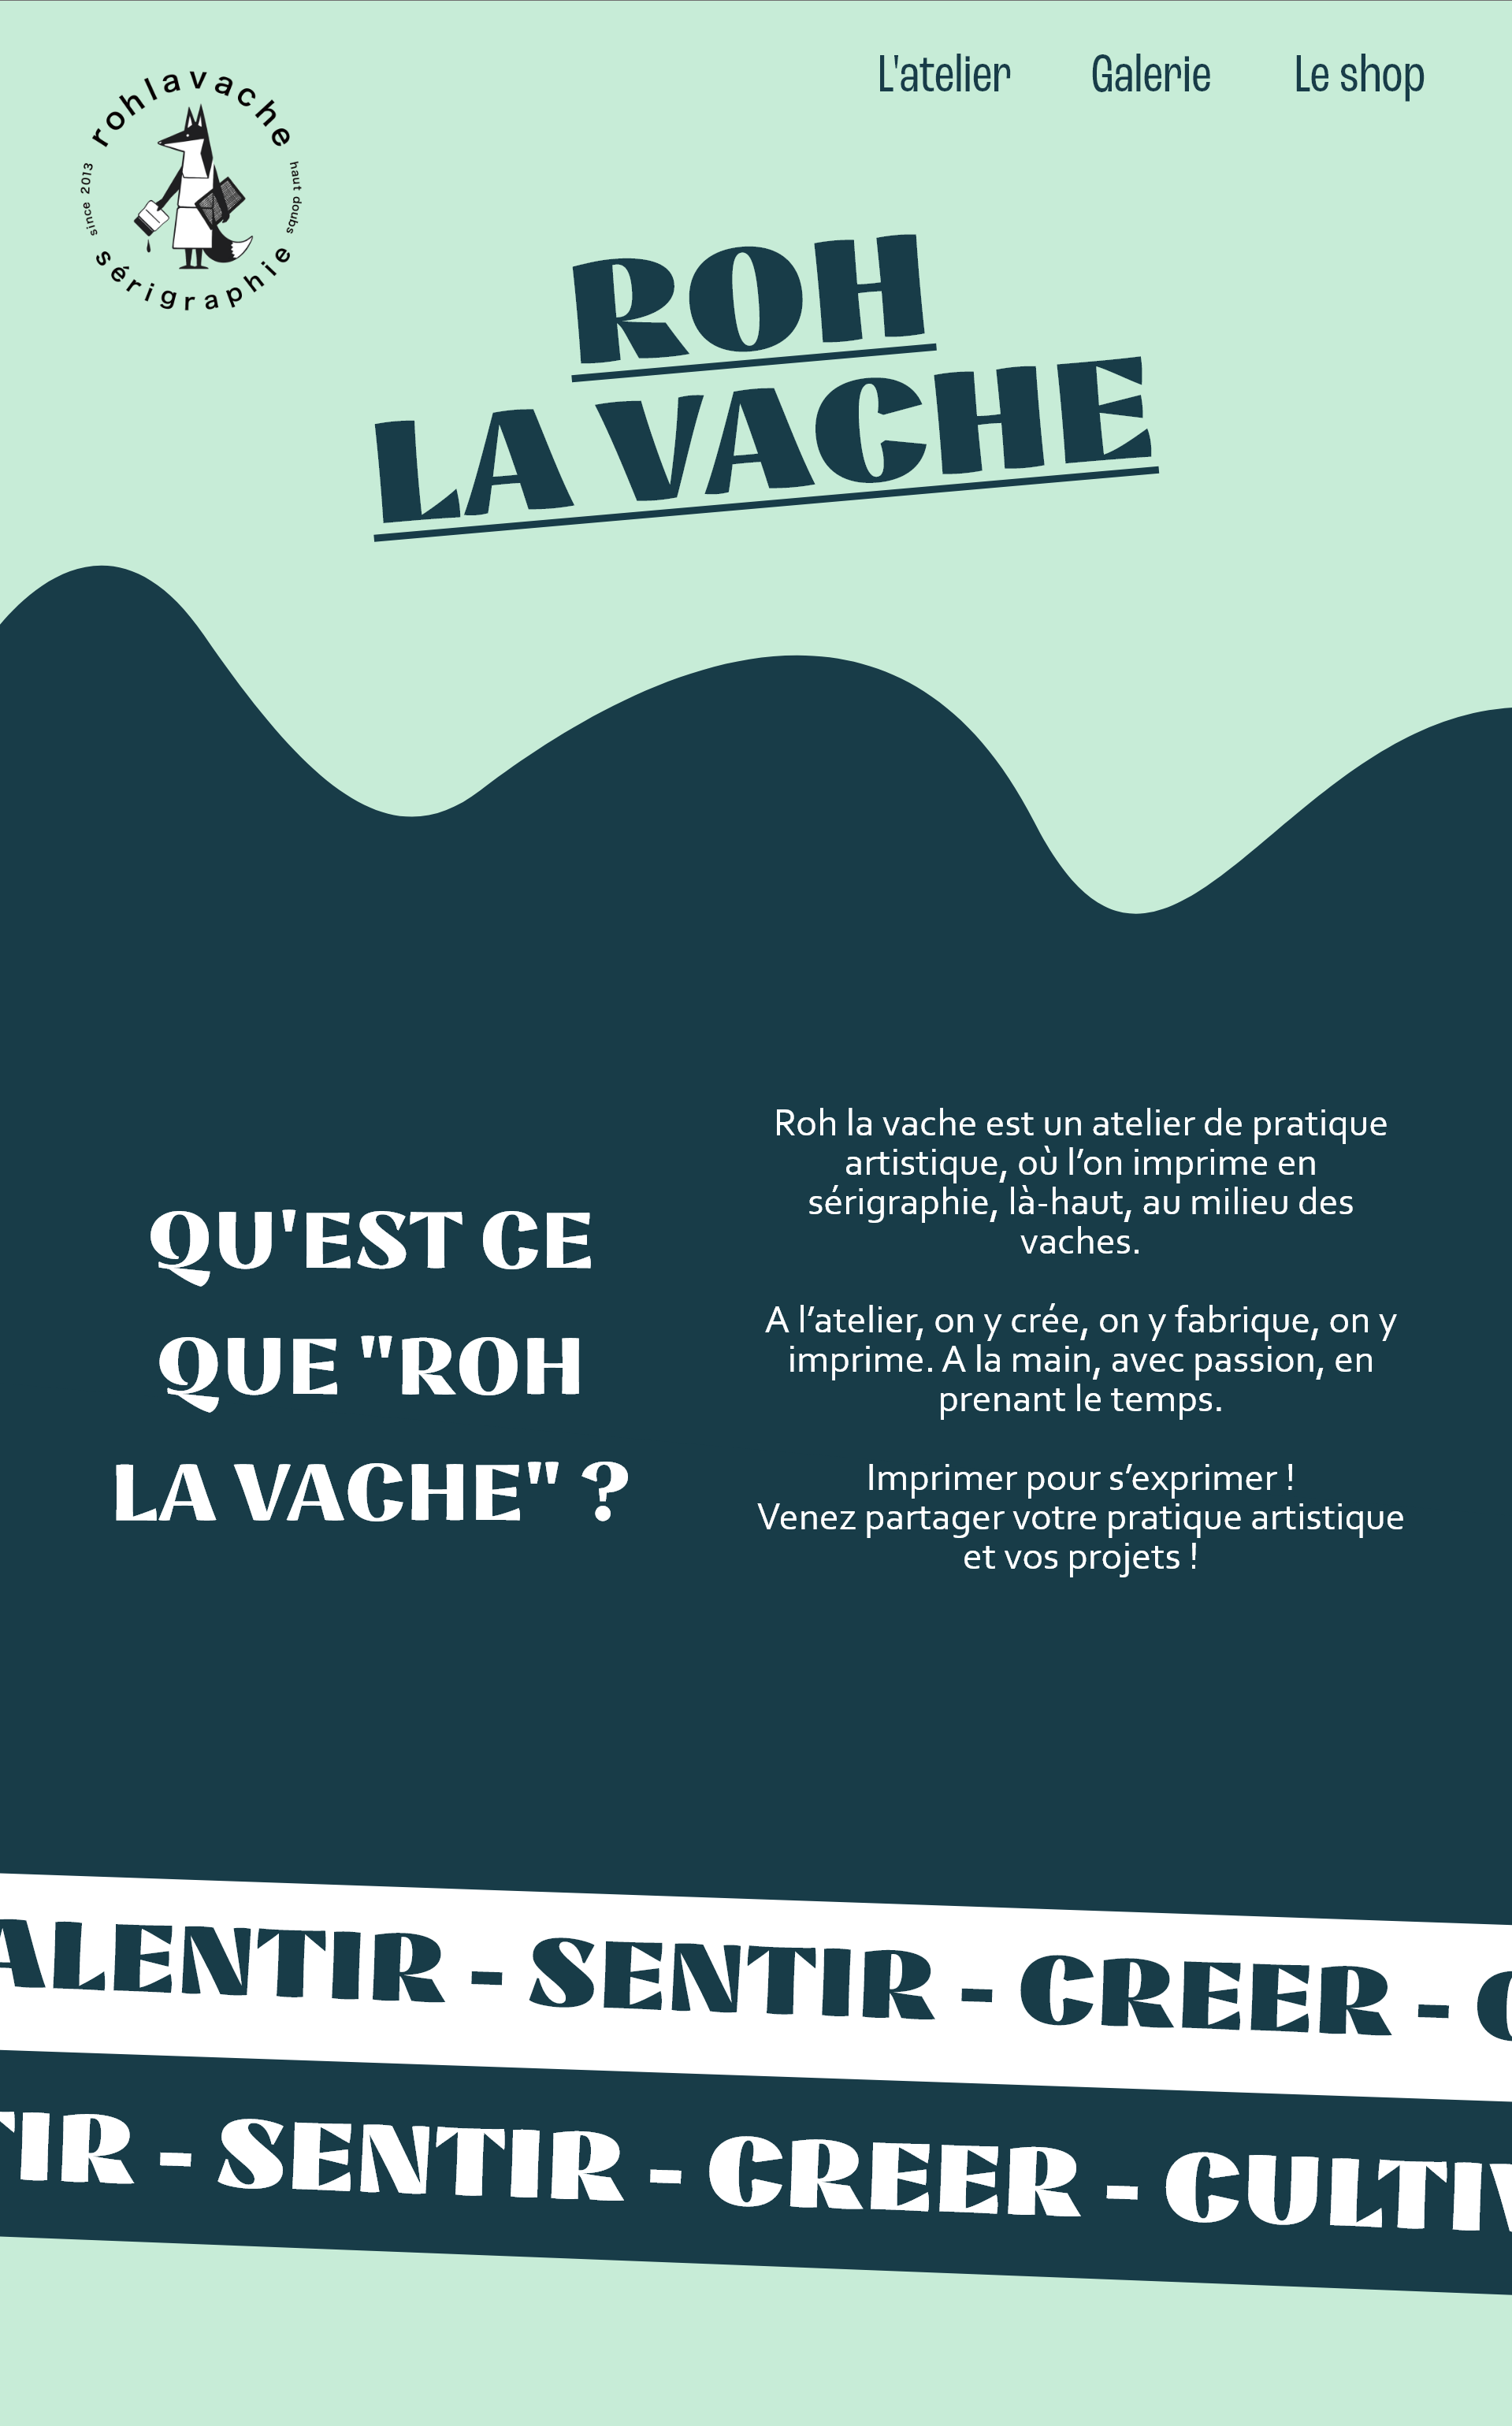 L'atelier Galerie Le shop
rohlavache
since 2013
haut doubs
sérigraphie
ROH
LA VACHE
QU'EST CE
QUE "ROH
LA VACHE" ?
Roh la vache est un atelier de pratique
artistique, où l’on imprime en
sérigraphie, là-haut, au milieu des
vaches.
A l’atelier, on y crée, on y fabrique, on y
imprime. A la main, avec passion, en
prenant le temps.
Imprimer pour s’exprimer !
Venez partager votre pratique artistique
et vos projets !
ALENTIR - SENTIR - CREER - C
TIR - SENTIR - CREER - CULTIV